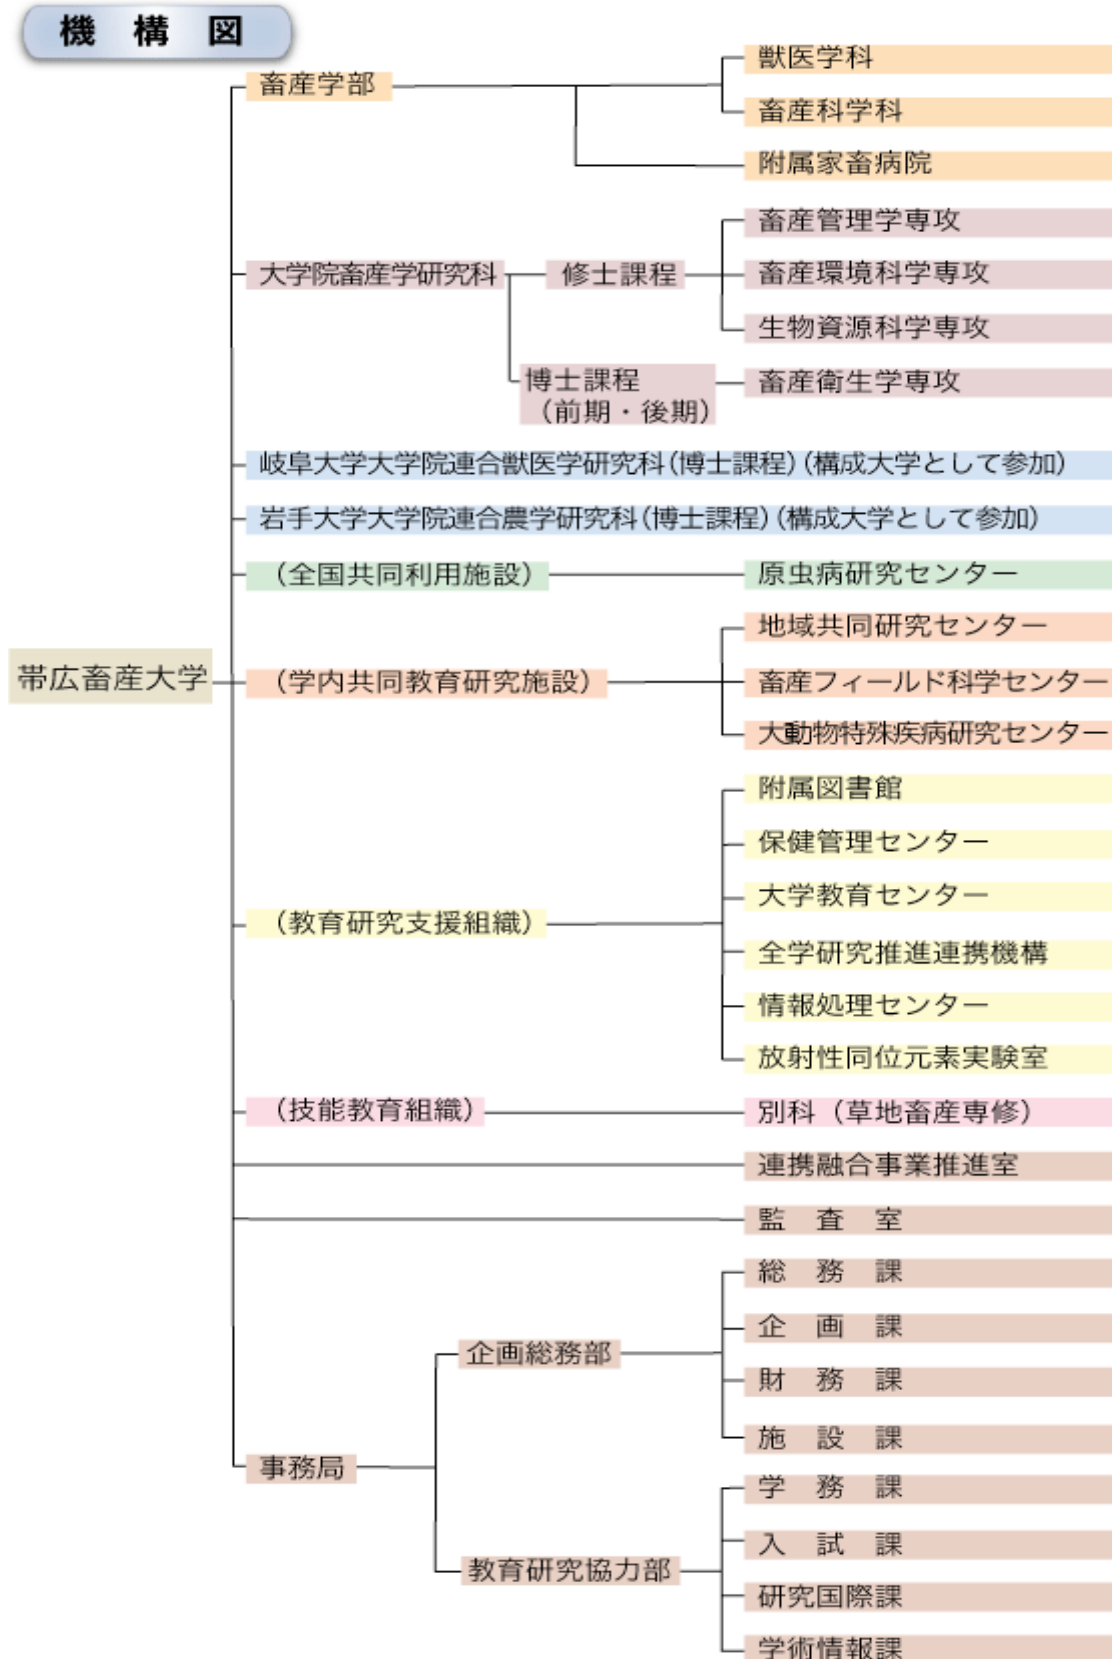 機 構 図
畜産学部
獣医学科
畜産科学科
附属家畜病院
大学院畜産学研究科
修士課程
畜産管理学専攻
畜産環境科学専攻
生物資源科学専攻
博士課程
（前期・後期）
畜産衛生学専攻
岐阜大学大学院連合獣医学研究科（博士課程）（構成大学として参加）
岩手大学大学院連合農学研究科（博士課程）（構成大学として参加）
（全国共同利用施設）
原虫病研究センター
帯広畜産大学
（学内共同教育研究施設）
地域共同研究センター
畜産フィールド科学センター
大動物特殊疾病研究センター
（教育研究支援組織）
附属図書館
保健管理センター
大学教育センター
全学研究推進連携機構
情報処理センター
放射性同位元素実験室
（技能教育組織）
別科（草地畜産専修）
連携融合事業推進室
監 査 室
事務局
企画総務部
総 務 課
企 画 課
財 務 課
施 設 課
教育研究協力部
学 務 課
入 試 課
研究国際課
学術情報課